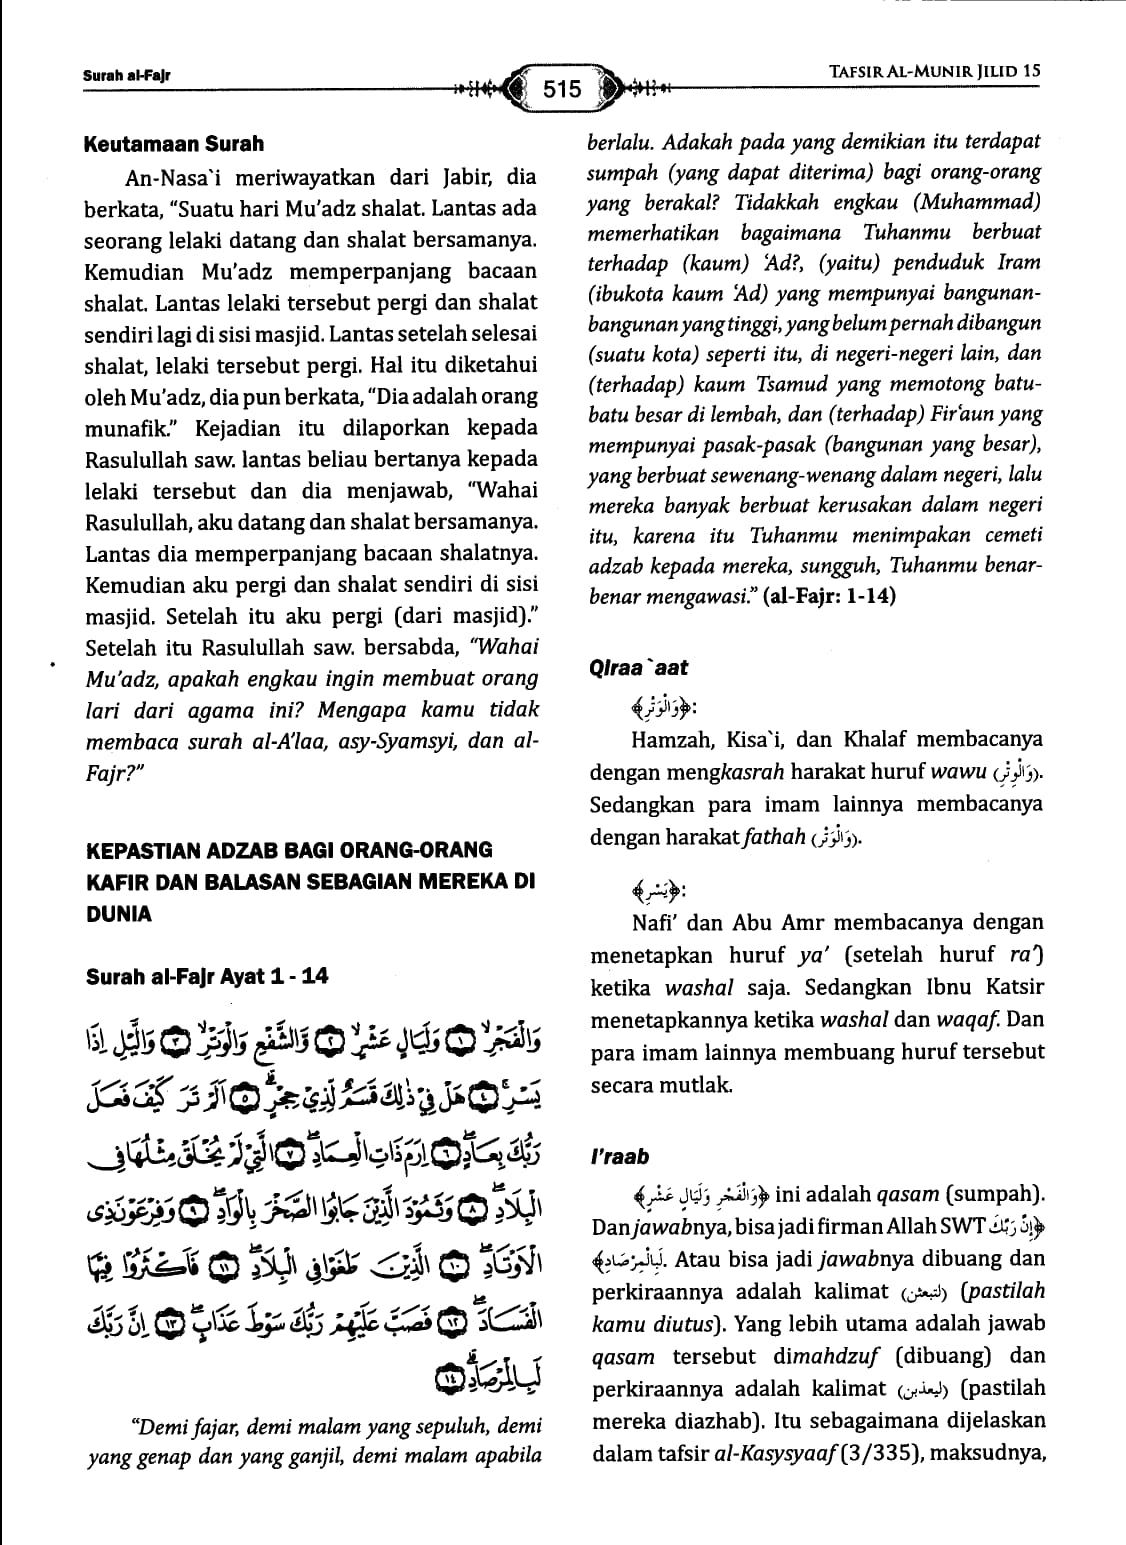 Surah al-Fajr
515
TAFSIR AL-MUNIR JILID 15
Keutamaan Surah
An-Nasa`i meriwayatkan dari Jabir, dia
berkata, “Suatu hari Mu’adz shalat. Lantas ada
seorang lelaki datang dan shalat bersamanya.
Kemudian Mu’adz memperpanjang bacaan
shalat. Lantas lelaki tersebut pergi dan shalat
sendiri lagi di sisi masjid. Lantas setelah selesai
shalat, lelaki tersebut pergi. Hal itu diketahui
oleh Mu’adz, dia pun berkata, “Dia adalah orang
munafik.” Kejadian itu dilaporkan kepada
Rasulullah saw. lantas beliau bertanya kepada
lelaki tersebut dan dia menjawab, “Wahai
Rasulullah, aku datang dan shalat bersamanya.
Lantas dia memperpanjang bacaan shalatnya.
Kemudian aku pergi dan shalat sendiri di sisi
masjid. Setelah itu aku pergi (dari masjid).”
Setelah itu Rasulullah saw. bersabda, “Wahai
Mu’adz, apakah engkau ingin membuat orang
lari dari agama ini? Mengapa kamu tidak
membaca surah al-A’laa, asy-Syamsyi, dan al-
Fajr?”
KEPASTIAN ADZAB BAGI ORANG-ORANG
KAFIR DAN BALASAN SEBAGIAN MEREKA DI
DUNIA
Surah al-Fajr Ayat 1 - 14
وَالْفَجْرِۙ ١ وَلَيَالٍ عَشْرٍۙ ٢ وَّالشَّفْعِ وَالْوَتْرِۙ ٣ وَالَّيْلِ اِذَا
يَسْرِۚ ٤ هَلْ فِيْ ذٰلِكَ قَسَمٌ لِّذِيْ حِجْرٍۗ ٥ اَلَمْ تَرَ كَيْفَ فَعَلَ
رَبُّكَ بِعَادٍۖ ٦ اِرَمَ ذَاتِ الْعِمَادِۖ ٧ الَّتِيْ لَمْ يُخْلَقْ مِثْلُهَا فِى
الْبِلَادِۖ ٨ وَثَمُوْدَ الَّذِيْنَ جَابُوا الصَّخْرَ بِالْوَادِۖ ٩ وَفِرْعَوْنَ ذِى
الْاَوْتَادِۖ ١٠ الَّذِيْنَ طَغَوْا فِى الْبِلَادِۖ ١١ فَاَكْثَرُوْا فِيْهَا
الْفَسَادَۖ ١٢ فَصَبَّ عَلَيْهِمْ رَبُّكَ سَوْطَ عَذَابٍۖ ١٣ اِنَّ رَبَّكَ
لَبِالْمِرْصَادِۗ ١٤
“Demi fajar, demi malam yang sepuluh, demi
yang genap dan yang ganjil, demi malam apabila
berlalu. Adakah pada yang demikian itu terdapat
sumpah (yang dapat diterima) bagi orang-orang
yang berakal? Tidakkah engkau (Muhammad)
memerhatikan bagaimana Tuhanmu berbuat
terhadap (kaum) ‘Ad?, (yaitu) penduduk Iram
(ibukota kaum ‘Ad) yang mempunyai bangunan-
bangunan yang tinggi, yang belum pernah dibangun
(suatu kota) seperti itu, di negeri-negeri lain, dan
(terhadap) kaum Tsamud yang memotong batu-
batu besar di lembah, dan (terhadap) Fir‘aun yang
mempunyai pasak-pasak (bangunan yang besar),
yang berbuat sewenang-wenang dalam negeri, lalu
mereka banyak berbuat kerusakan dalam negeri
itu, karena itu Tuhanmu menimpakan cemeti
adzab kepada mereka, sungguh, Tuhanmu benar-
benar mengawasi.” (al-Fajr: 1-14)
Qiraa`aat
﴿وَالْوَتْرِ﴾:
Hamzah, Kisa`i, dan Khalaf membacanya
dengan mengkasrah harakat huruf wawu (وَالْوِتْرِ).
Sedangkan para imam lainnya membacanya
dengan harakat fathah (وَالْوَتْرِ).
﴿يَسْرِ﴾:
Nafi’ dan Abu Amr membacanya dengan
menetapkan huruf ya’ (setelah huruf ra’)
ketika washal saja. Sedangkan Ibnu Katsir
menetapkannya ketika washal dan waqaf. Dan
para imam lainnya membuang huruf tersebut
secara mutlak.
I’raab
﴿وَالْفَجْرِ وَلَيَالٍ عَشْرٍ﴾ ini adalah qasam (sumpah).
Dan jawabnya, bisa jadi firman Allah SWT ﴿إِنَّ رَبَّكَ
لَبِالْمِرْصَادِ﴾. Atau bisa jadi jawabnya dibuang dan
perkiraannya adalah kalimat (لتبعثن) (pastilah
kamu diutus). Yang lebih utama adalah jawab
qasam tersebut dimahdzuf (dibuang) dan
perkiraannya adalah kalimat (ليعذبن) (pastilah
mereka diazhab). Itu sebagaimana dijelaskan
dalam tafsir al-Kasysyaaf (3/335), maksudnya,